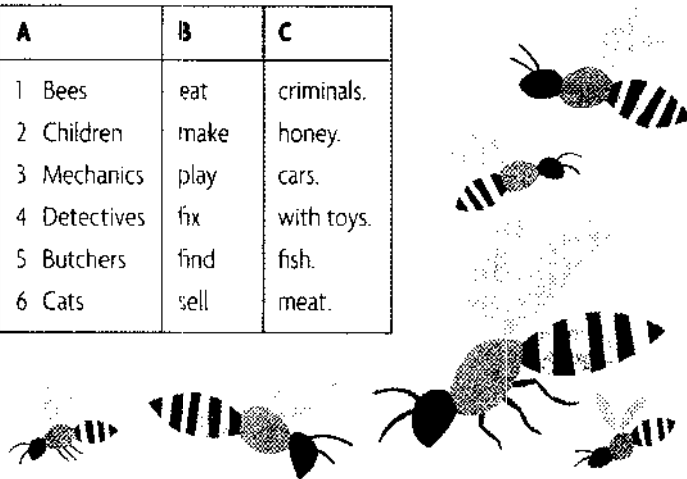 A B C
1 Bees eat criminals.
2 Children make honey.
3 Mechanics play cars.
4 Detectives fix with toys.
5 Butchers find fish.
6 Cats sell meat.